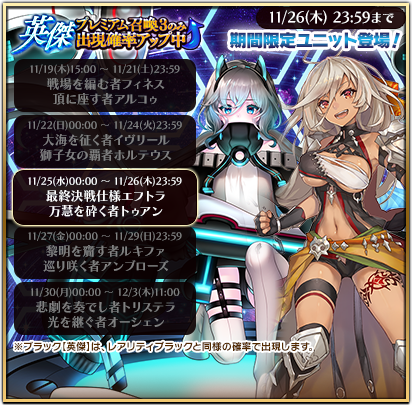 英傑 プレミアム召喚3のみ
出現確率アップ中
11/26(木) 23:59まで
期間限定ユニット登場!
11/19(木)15:00 ～ 11/21(土)23:59
戦場を編む者フィネス
頂に座す者アルコゥ
11/22(日)00:00 ～ 11/24(火)23:59
大海を征く者イヴリール
獅子女の覇者ホルテウス
11/25(水)00:00 ～ 11/26(木)23:59
最終決戦仕様エフトラ
万慧を砕く者トゥアン
11/27(金)00:00 ～ 11/29(日)23:59
黎明を齎す者ルキファ
巡り咲く者アンブローズ
11/30(月)00:00 ～ 12/3(木)11:00
悲劇を奏でし者トリステラ
光を継ぐ者オーシェン
※ブラック【英傑】は、レアリティブラックと同様の確率で出現します。